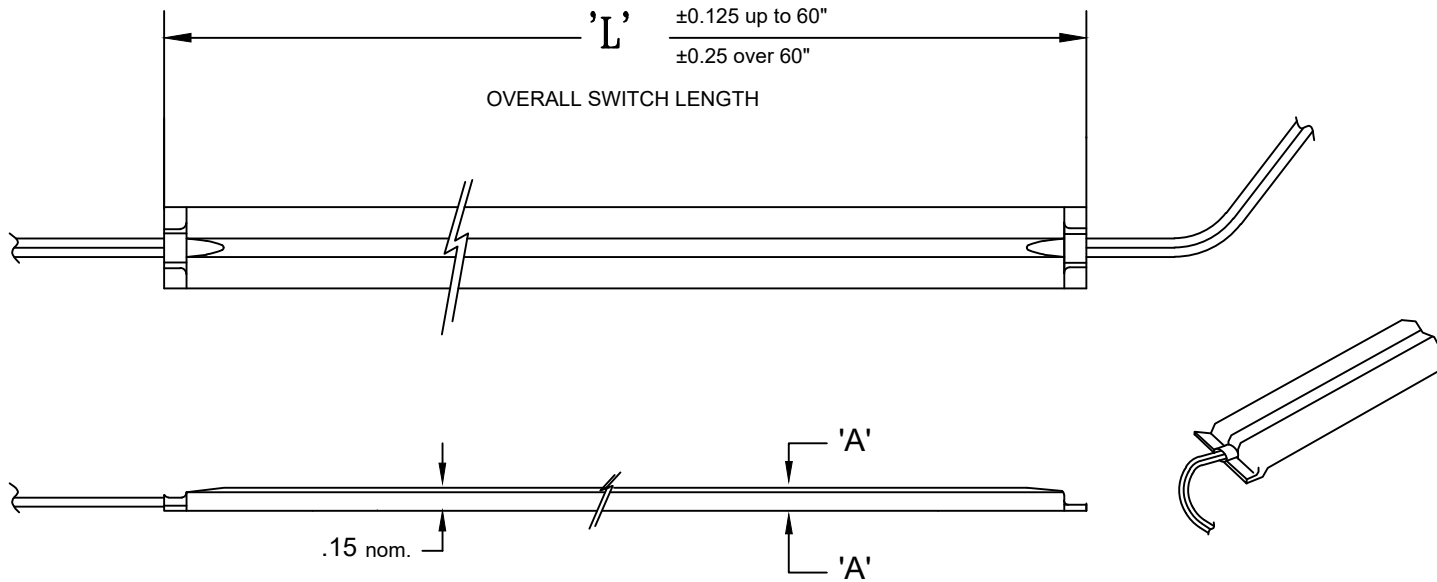 ±0.125 up to 60"
'L'
±0.25 over 60"
OVERALL SWITCH LENGTH
'A'
.15 nom.
'A'